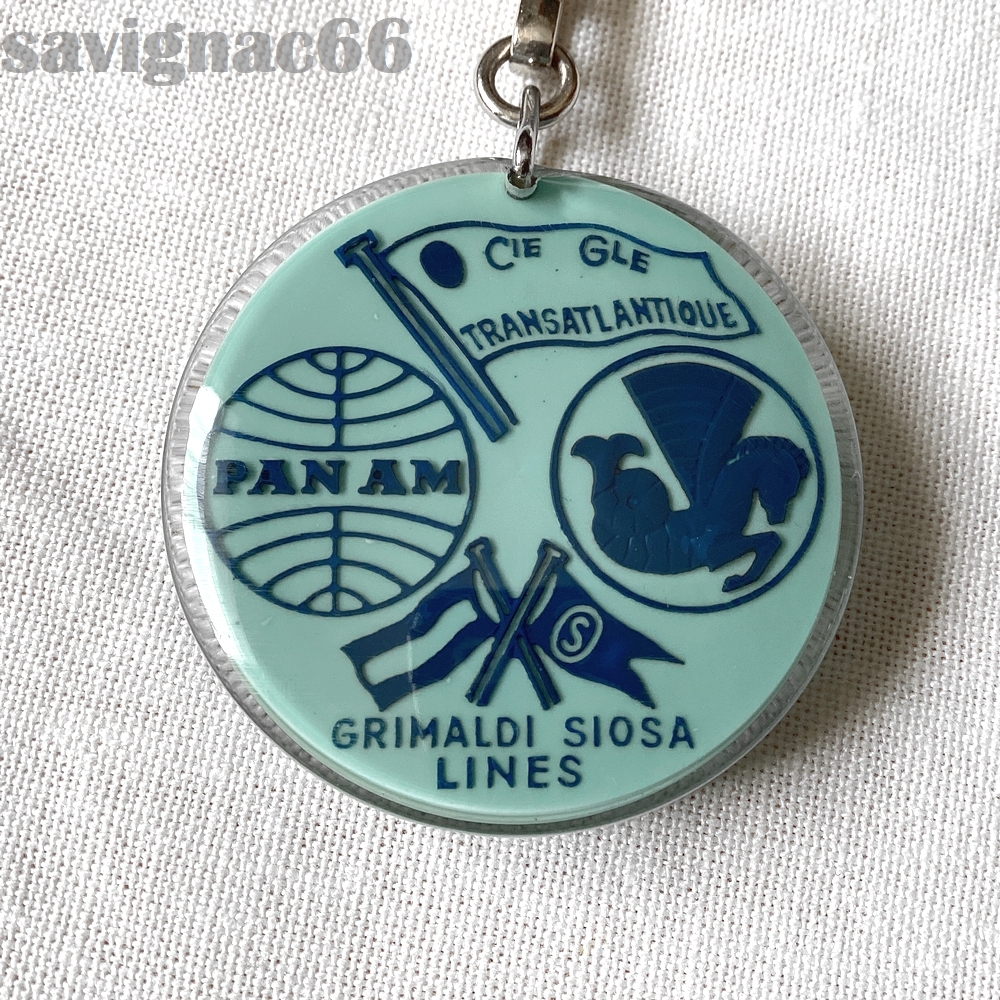 savignac66
CIE GLE
TRANSATLANTIQUE
PAN AM
S
GRIMALDI SIOSA
LINES